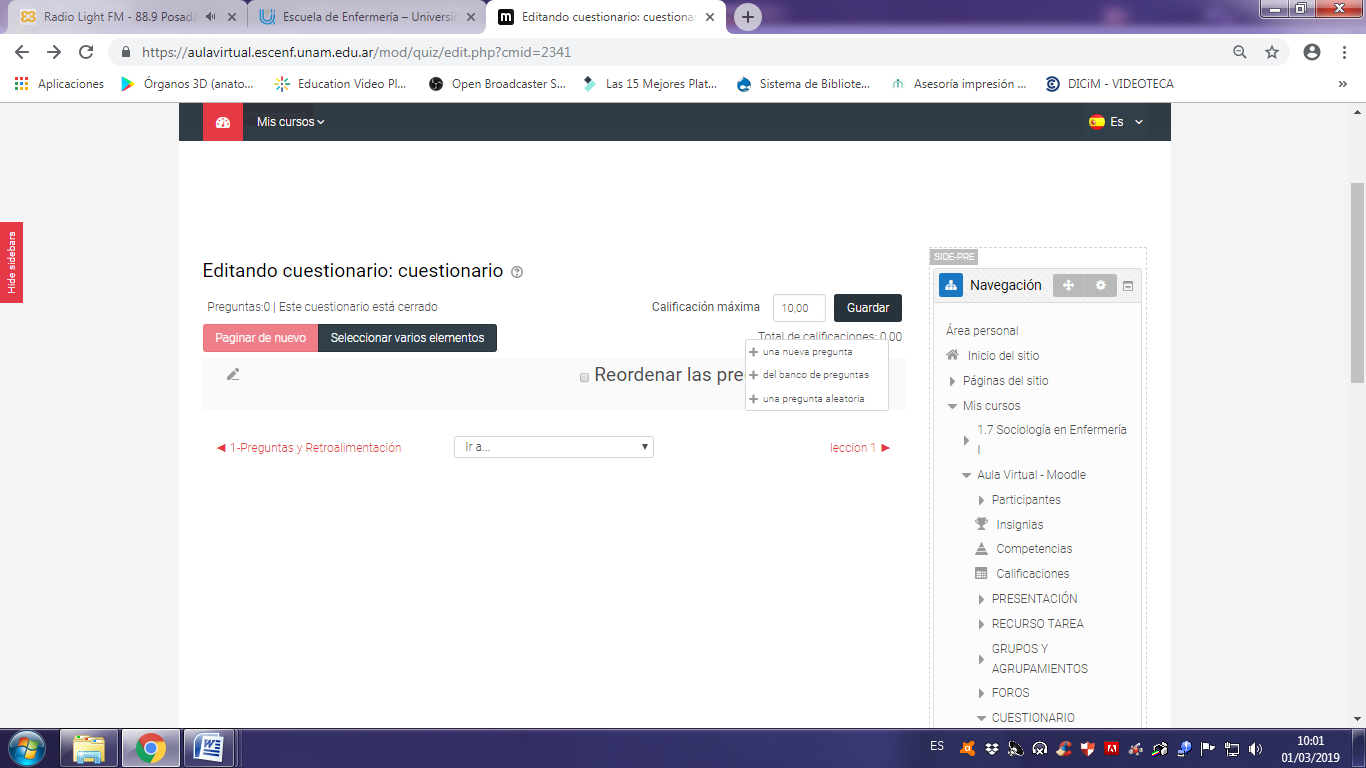 Radio Light FM - 88.9 Posada
Escuela de Enfermería – Universi
Editando cuestionario: cuestiona
https://aulavirtual.escenf.unam.edu.ar/mod/quiz/edit.php?cmid=2341
Aplicaciones
Órganos 3D (anato...
Education Video Pl...
Open Broadcaster S...
Las 15 Mejores Plat...
Sistema de Bibliote...
Asesoría impresión ...
DICiM - VIDEOTECA
»
Mis cursos
Es
Hide sidebars
SIDE-PRE
Editando cuestionario: cuestionario
Navegación
Preguntas:0 | Este cuestionario está cerrado
Calificación máxima
10,00
Guardar
Paginar de nuevo
Seleccionar varios elementos
Total de calificaciones: 0,00
una nueva pregunta
del banco de preguntas
una pregunta aleatoria
Reordenar las pre
◄ 1-Preguntas y Retroalimentación
Ir a...
leccion 1 ►
Área personal
Inicio del sitio
Páginas del sitio
Mis cursos
1.7 Sociología en Enfermería
I
Aula Virtual - Moodle
Participantes
Insignias
Competencias
Calificaciones
PRESENTACIÓN
RECURSO TAREA
GRUPOS Y
AGRUPAMIENTOS
FOROS
CUESTIONARIO
ES
10:01
01/03/2019